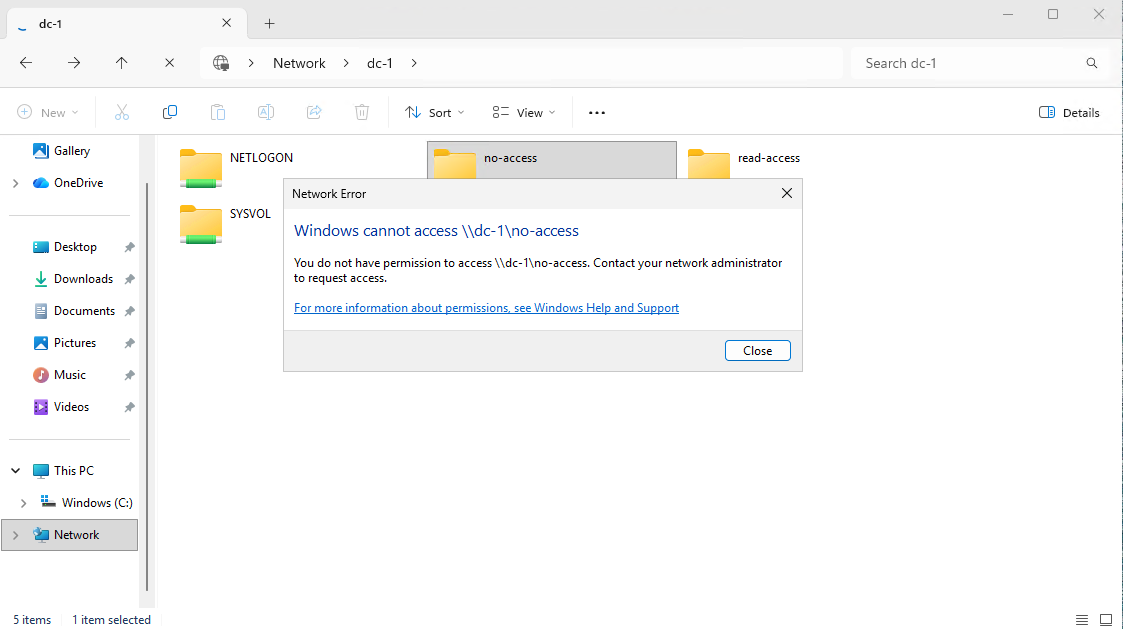 dc-1
Network
dc-1
Search dc-1
New
Sort
View
Details
Gallery
OneDrive
Desktop
Downloads
Documents
Pictures
Music
Videos
This PC
Windows (C:)
Network
NETLOGON
no-access
read-access
SYSVOL
Network Error
Windows cannot access \\dc-1\no-access
You do not have permission to access \\dc-1\no-access. Contact your network administrator
to request access.
For more information about permissions, see Windows Help and Support
Close
5 items
1 item selected